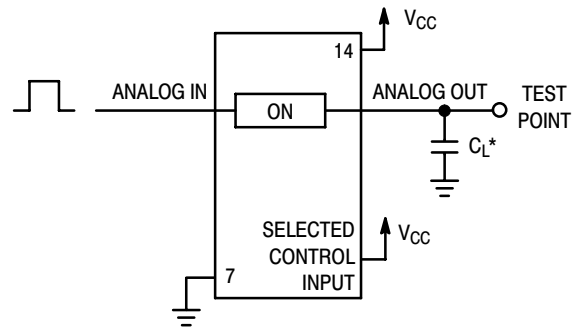 VCC
14
ANALOG IN
ON
ANALOG OUT
TEST
POINT
CL*
SELECTED
CONTROL
INPUT
VCC
7